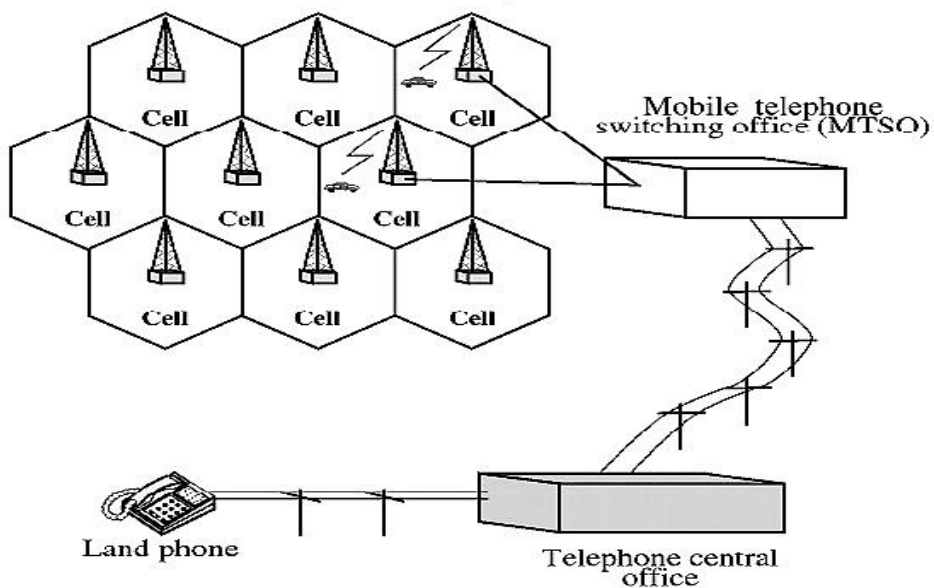 Cell
Cell
Cell
Mobile telephone
switching office (MTSO)
Cell
Cell
Cell
Cell
Cell
Cell
Land phone
Telephone central
office